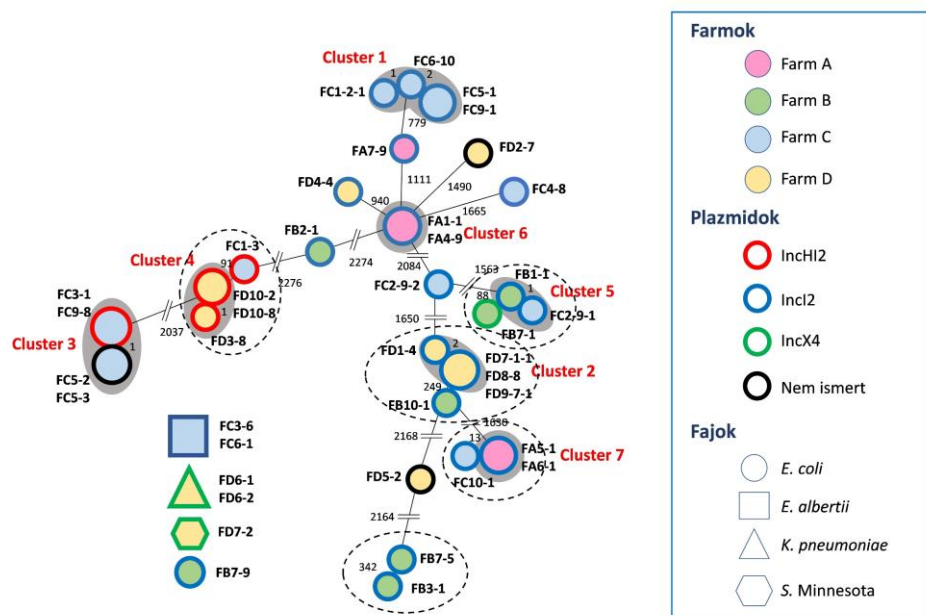 Cluster 1
FC6-10
1
2
FC1-2-1
FC5-1
FC9-1
779
FA7-9
FD2-7
1111
1490
FD4-4
FC4-8
940
1665
FA1-1
FA4-9
Cluster 6
FB2-1
2274
2084
Cluster 4
FC1-3
91
2276
FD10-2
FD10-8
1
FD3-8
FC3-1
FC9-8
2037
Cluster 3
1
FC5-2
FC5-3
FC2-9-2
1563
FB1-1
88
1
Cluster 5
FC2,9-1
FB7-1
1650
FD1-4
2
FD7-1-1
FD8-8
FD9-7-1
Cluster 2
249
FB10-1
1650
2168
13
FA5-1
FA6-1
Cluster 7
FC10-1
FD5-2
2164
FB7-5
342
FB3-1
FC3-6
FC6-1
FD6-1
FD6-2
FD7-2
FB7-9
Farmok
Farm A
Farm B
Farm C
Farm D
Plazmidok
IncHI2
IncI2
IncX4
Nem ismert
Fajok
E. coli
E. albertii
K. pneumoniae
S. Minnesota